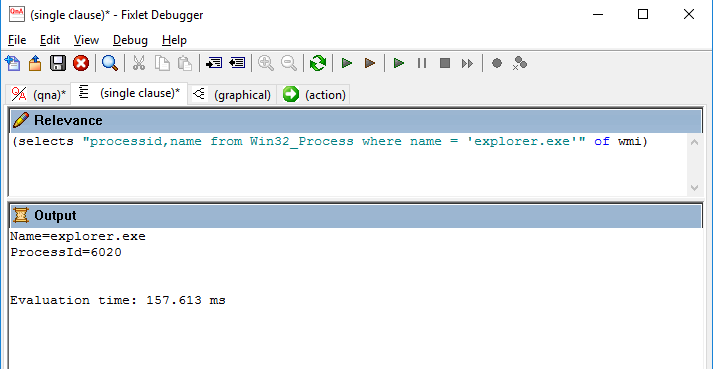 QnA (single clause)* - Fixlet Debugger
File Edit View Debug Help
(qna)* (single clause)* (graphical) (action)
Relevance
(selects "processid,name from Win32_Process where name = 'explorer.exe'" of wmi)
Output
Name=explorer.exe
ProcessId=6020
Evaluation time: 157.613 ms